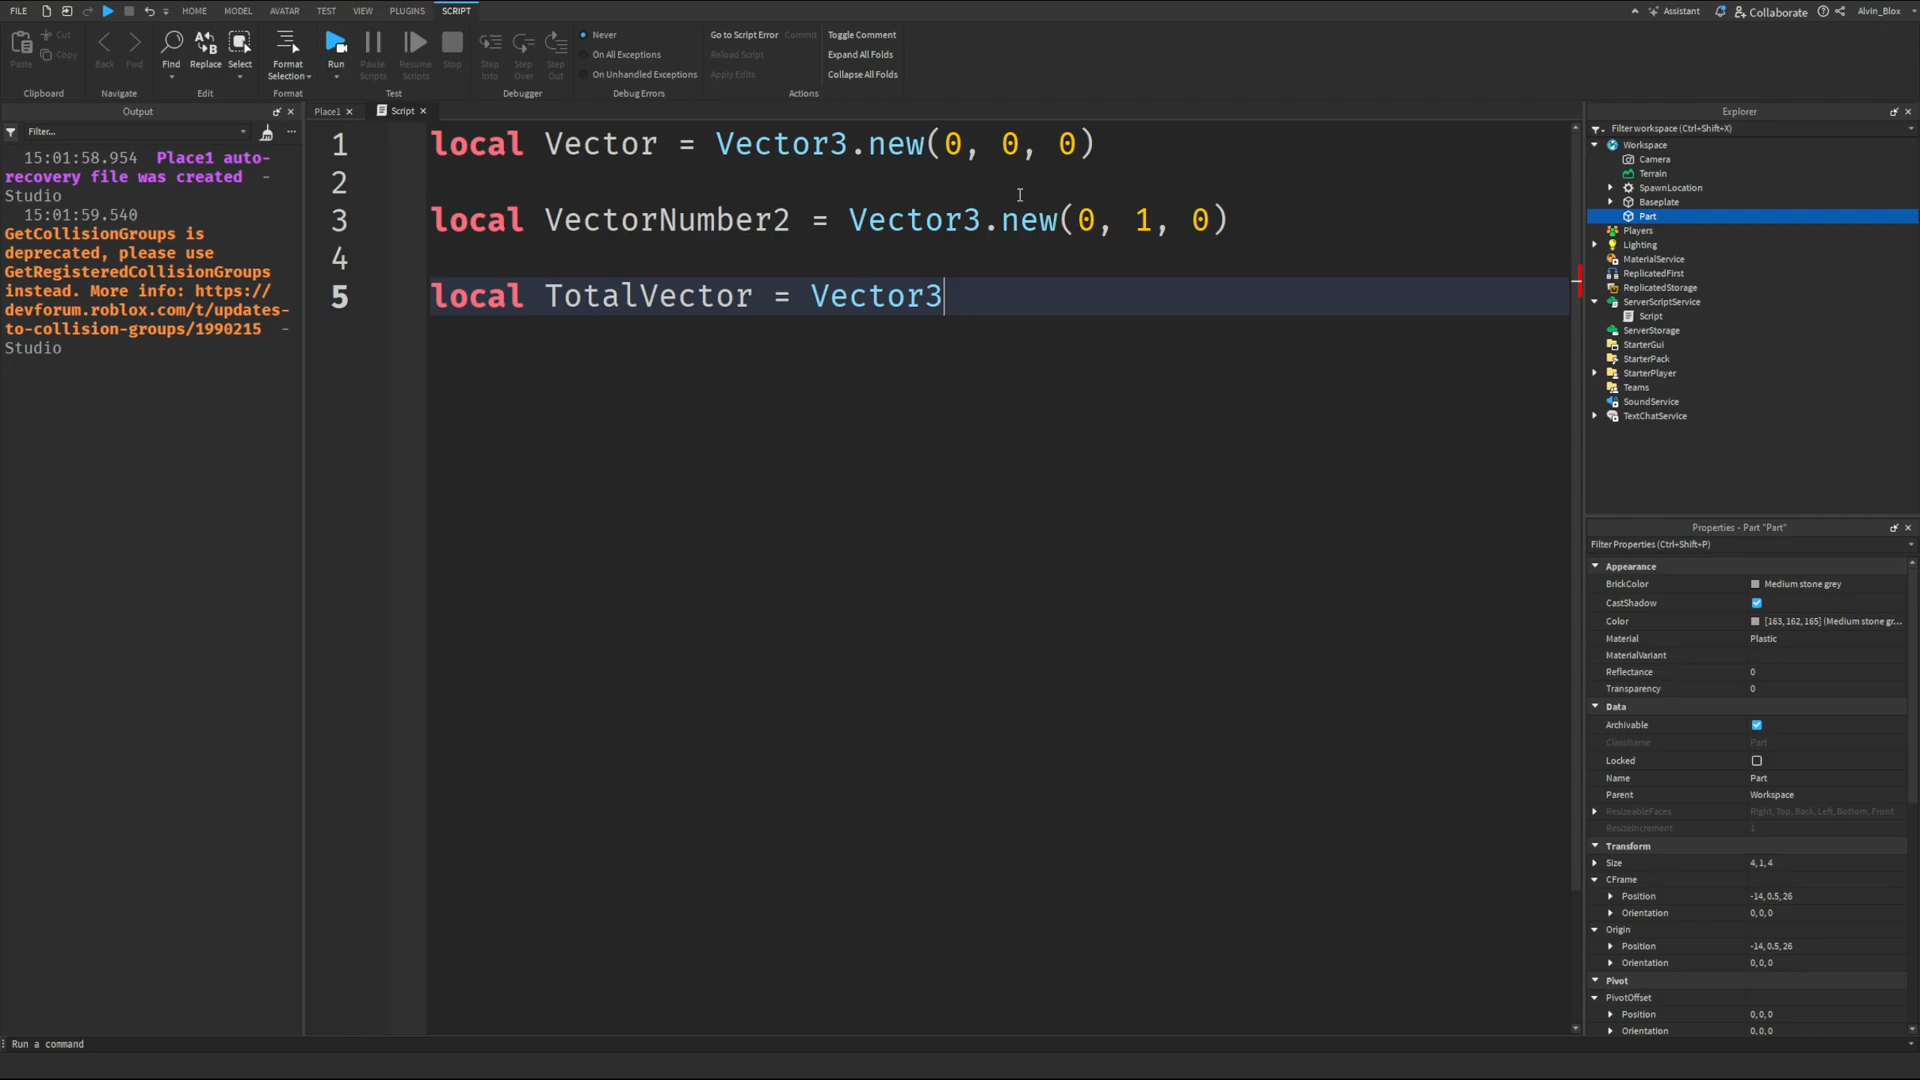 FILE HOME MODEL AVATAR TEST VIEW PLUGINS SCRIPT Assistant Collaborate Alvin_Blox
Paste Cut Copy
Back Fwd
Find Replace Select
Format Selection
Run Pause Scripts Resume Scripts Stop
Step Into Step Over Step Out
Never
On All Exceptions
On Unhandled Exceptions
Go to Script Error Commit
Reload Script
Apply Edits
Toggle Comment
Expand All Folds
Collapse All Folds
Clipboard Navigate Edit Format Test Debugger Debug Errors Actions
Output
Filter...
15:01:58.954 Place1 auto-
recovery file was created -
Studio
15:01:59.540
GetCollisionGroups is
deprecated, please use
GetRegisteredCollisionGroups
instead. More info: https://
devforum.roblox.com/t/updates-
to-collision-groups/1990215 -
Studio
Place1 Script
1 local Vector = Vector3.new(0, 0, 0)
2
3 local VectorNumber2 = Vector3.new(0, 1, 0)
4
5 local TotalVector = Vector3
Explorer
Filter workspace (Ctrl+Shift+X)
Workspace
Camera
Terrain
SpawnLocation
Baseplate
Part
Players
Lighting
MaterialService
ReplicatedFirst
ReplicatedStorage
ServerScriptService
Script
ServerStorage
StarterGui
StarterPack
StarterPlayer
Teams
SoundService
TextChatService
Properties - Part "Part"
Filter Properties (Ctrl+Shift+P)
Appearance
BrickColor Medium stone grey
CastShadow
Color [163, 162, 165] (Medium stone gr...
Material Plastic
MaterialVariant
Reflectance 0
Transparency 0
Data
Archivable
ClassName Part
Locked
Name Part
Parent Workspace
ResizeableFaces Right, Top, Back, Left, Bottom, Front
ResizeIncrement 1
Transform
Size 4, 1, 4
CFrame
Position -14, 0.5, 26
Orientation 0, 0, 0
Origin
Position -14, 0.5, 26
Orientation 0, 0, 0
Pivot
PivotOffset
Position 0, 0, 0
Orientation 0, 0, 0
Run a command